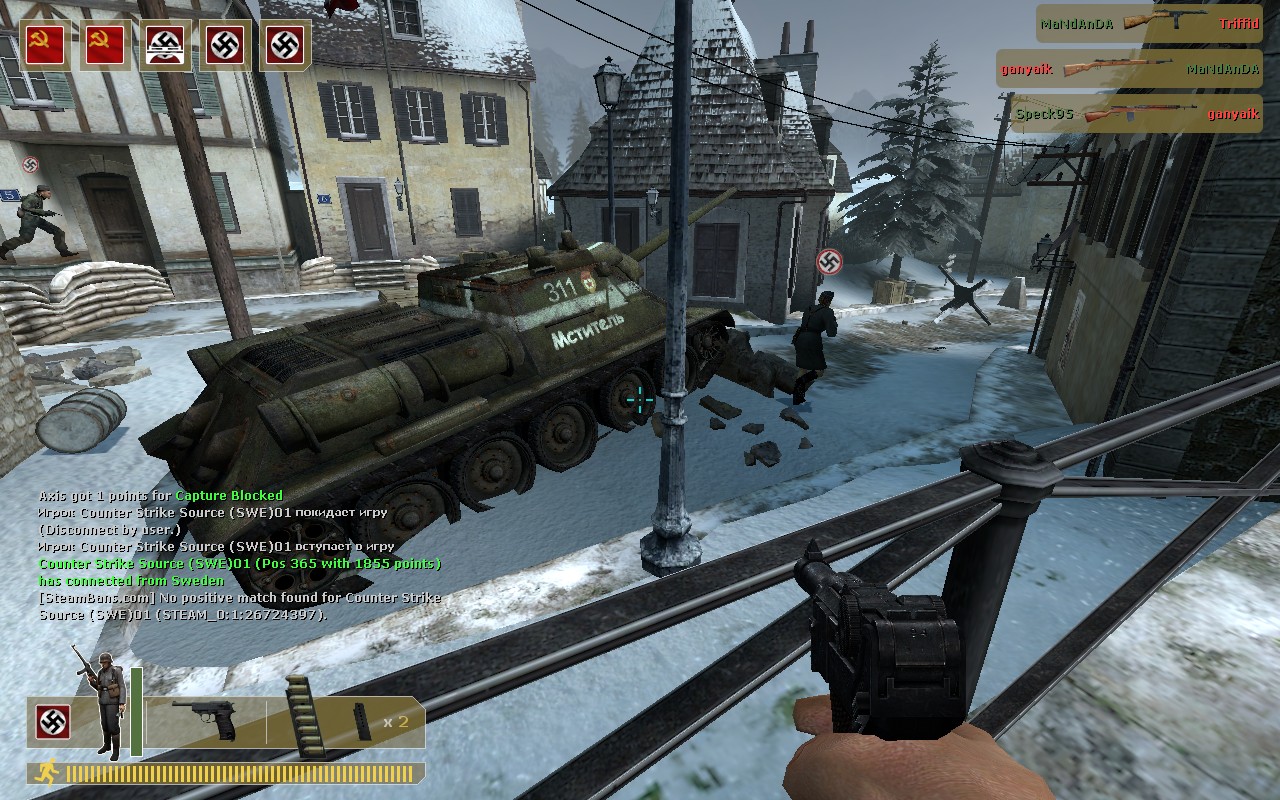 MaNdAnDA Triffid
ganyaik MaNdAnDA
Speck95 ganyaik
5
311
Мститель
Axis got 1 points for Capture Blocked
Игрок Counter Strike Source (SWE)01 покидает игру
(Disconnect by user.)
Игрок Counter Strike Source (SWE)01 вступает в игру
Counter Strike Source (SWE)01 (Pos 365 with 1855 points)
has connected from Sweden
[SteamBans.com] No positive match found for Counter Strike
Source (SWE)01 (STEAM_0:1:26724397).
x 2